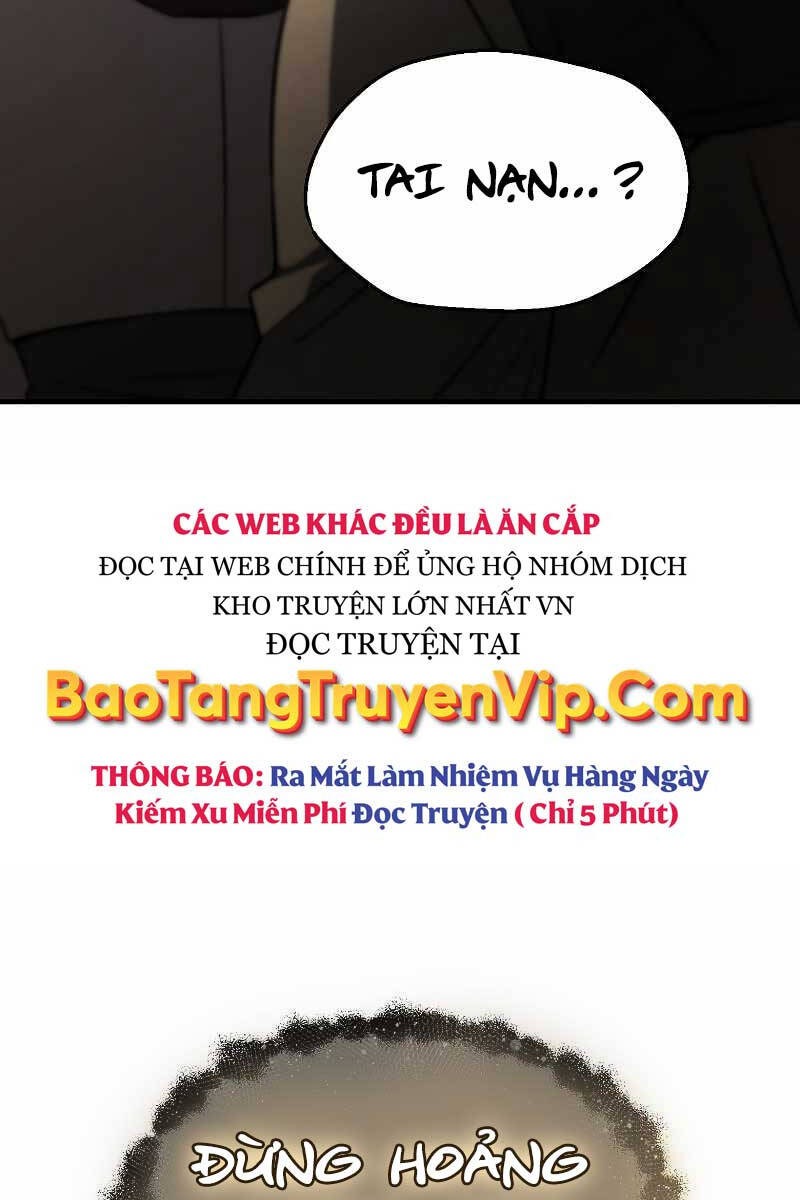 TAI NẠN... ?
CÁC WEB KHÁC ĐỀU LÀ ĂN CẮP
ĐỌC TẠI WEB CHÍNH ĐỂ ỦNG HỘ NHÓM DỊCH
KHO TRUYỆN LỚN NHẤT VN
ĐỌC TRUYỆN TẠI
BaoTangTruyenVip.Com
THÔNG BÁO: Ra Mắt Làm Nhiệm Vụ Hàng Ngày
Kiếm Xu Miễn Phí Đọc Truyện ( Chỉ 5 Phút)
ĐỪNG HOẢNG